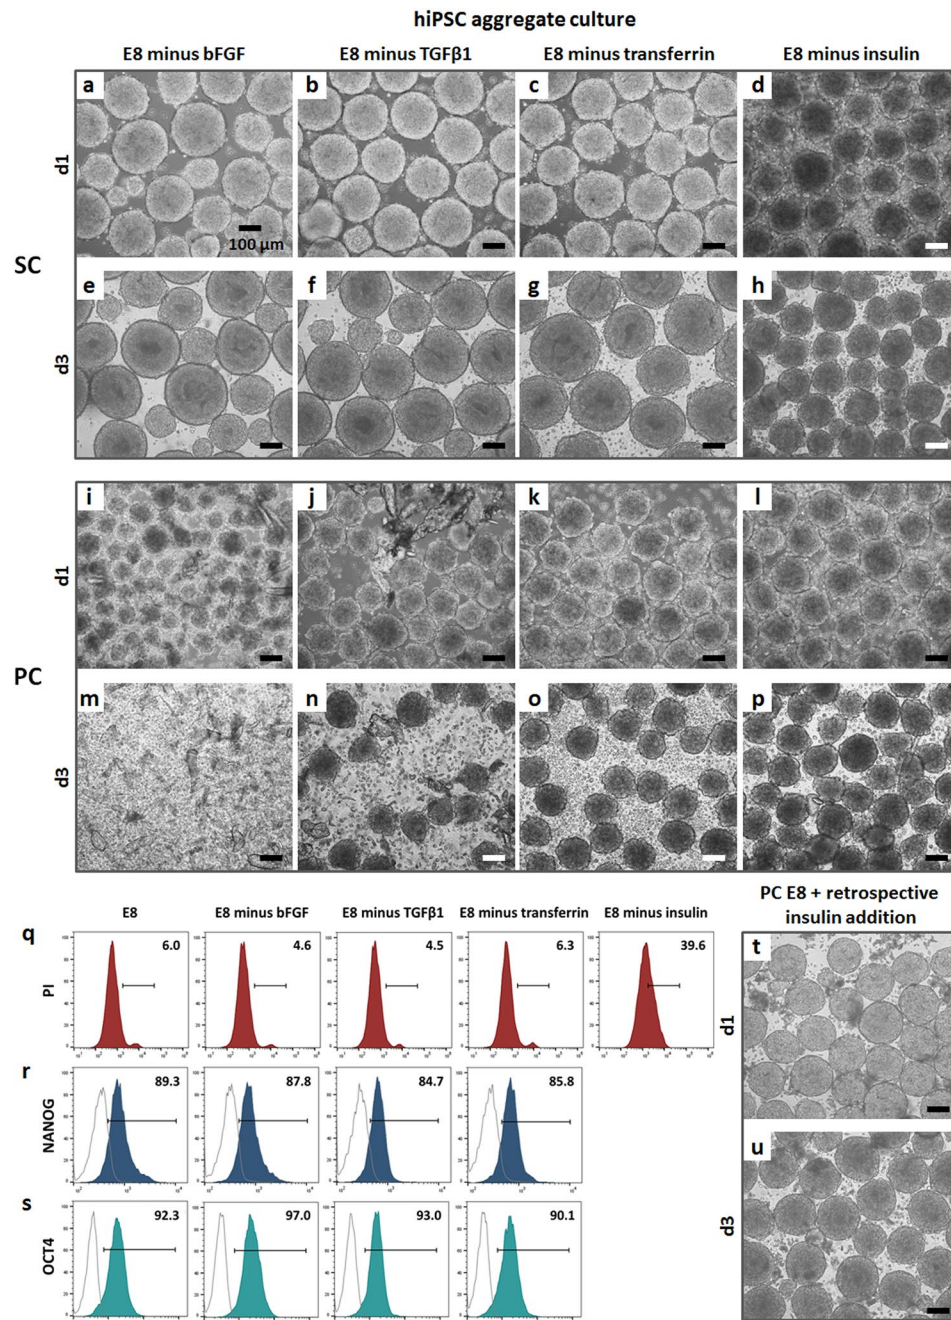 hiPSC aggregate culture
E8 minus bFGF E8 minus TGFβ1 E8 minus transferrin E8 minus insulin
a b c d
d1
100 µm
SC
e f g h
d3
i j k l
d1
PC
m n o p
d3
PC E8 + retrospective
insulin addition
E8 E8 minus bFGF E8 minus TGFβ1 E8 minus transferrin E8 minus insulin
q
PI
6.0 4.6 4.5 6.3 39.6
t
d1
r
NANOG
89.3 87.8 84.7 85.8
u
d3
s
OCT4
92.3 97.0 93.0 90.1